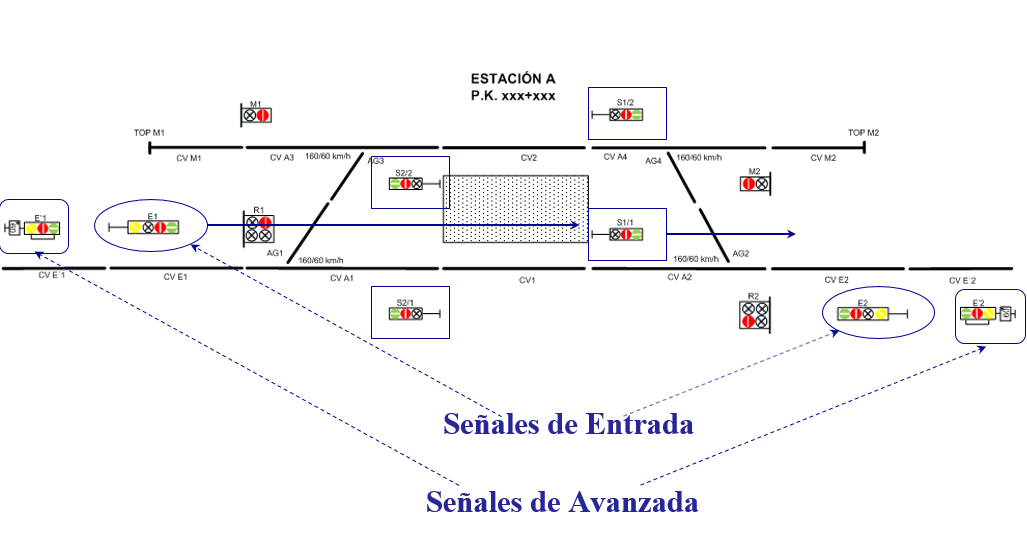 ESTACIÓN A
P.K. xxx+xxx
M1
S1/2
TOP M1
TOP M2
CV M1
CV A3
160/60 km/h
AG3
CV2
CV A4
AG4
160/60 km/h
CV M2
S2/2
M2
E´1
E1
R1
S1/1
AG1
160/60 km/h
160/60 km/h
AG2
CV E´1
CV E1
CV A1
CV1
CV A2
CV E2
CV E´2
S2/1
R2
E2
E´2
Señales de Entrada
Señales de Avanzada